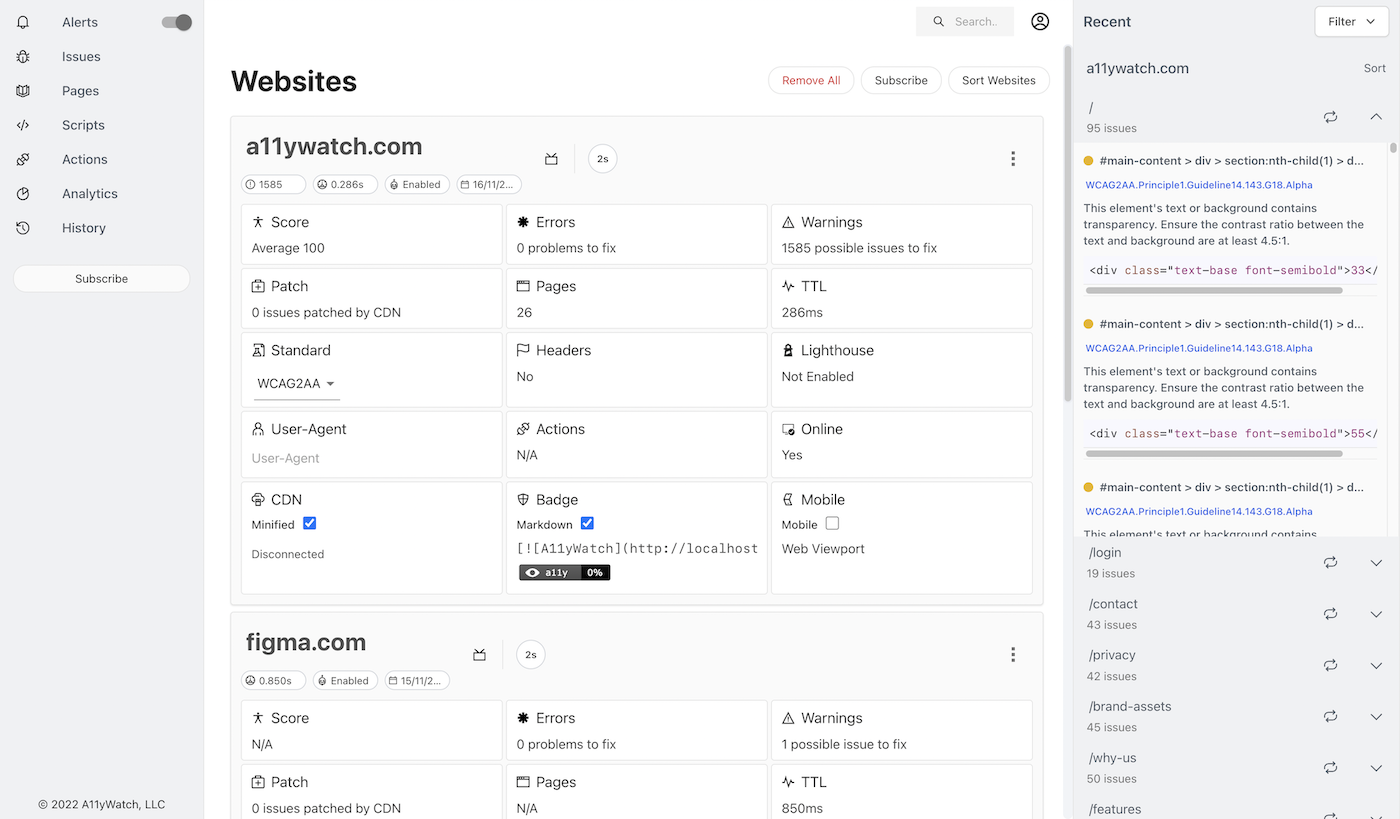 Alerts
Issues
Pages
Scripts
Actions
Analytics
History
Subscribe
© 2022 A11yWatch, LLC
Search..
Websites
Remove All
Subscribe
Sort Websites
a11ywatch.com
2s
1585
0.286s
Enabled
16/11/2...
Score
Average 100
Errors
0 problems to fix
Warnings
1585 possible issues to fix
Patch
0 issues patched by CDN
Pages
26
TTL
286ms
Standard
WCAG2AA
Headers
No
Lighthouse
Not Enabled
User-Agent
User-Agent
Actions
N/A
Online
Yes
CDN
Minified
Disconnected
Badge
Markdown
[![A11yWatch](http://localhost
a11y 0%
Mobile
Mobile
Web Viewport
figma.com
2s
0.850s
Enabled
15/11/2...
Score
N/A
Errors
0 problems to fix
Warnings
1 possible issue to fix
Patch
0 issues patched by CDN
Pages
N/A
TTL
850ms
Recent
Filter
a11ywatch.com
Sort
/
95 issues
#main-content > div > section:nth-child(1) > d...
WCAG2AA.Principle1.Guideline14.143.G18.Alpha
This element's text or background contains
transparency. Ensure the contrast ratio between the
text and background are at least 4.5:1.
<div class="text-base font-semibold">33</
#main-content > div > section:nth-child(1) > d...
WCAG2AA.Principle1.Guideline14.143.G18.Alpha
This element's text or background contains
transparency. Ensure the contrast ratio between the
text and background are at least 4.5:1.
<div class="text-base font-semibold">55</
#main-content > div > section:nth-child(1) > d...
WCAG2AA.Principle1.Guideline14.143.G18.Alpha
This element's text or background contains
/login
19 issues
/contact
43 issues
/privacy
42 issues
/brand-assets
45 issues
/why-us
50 issues
/features